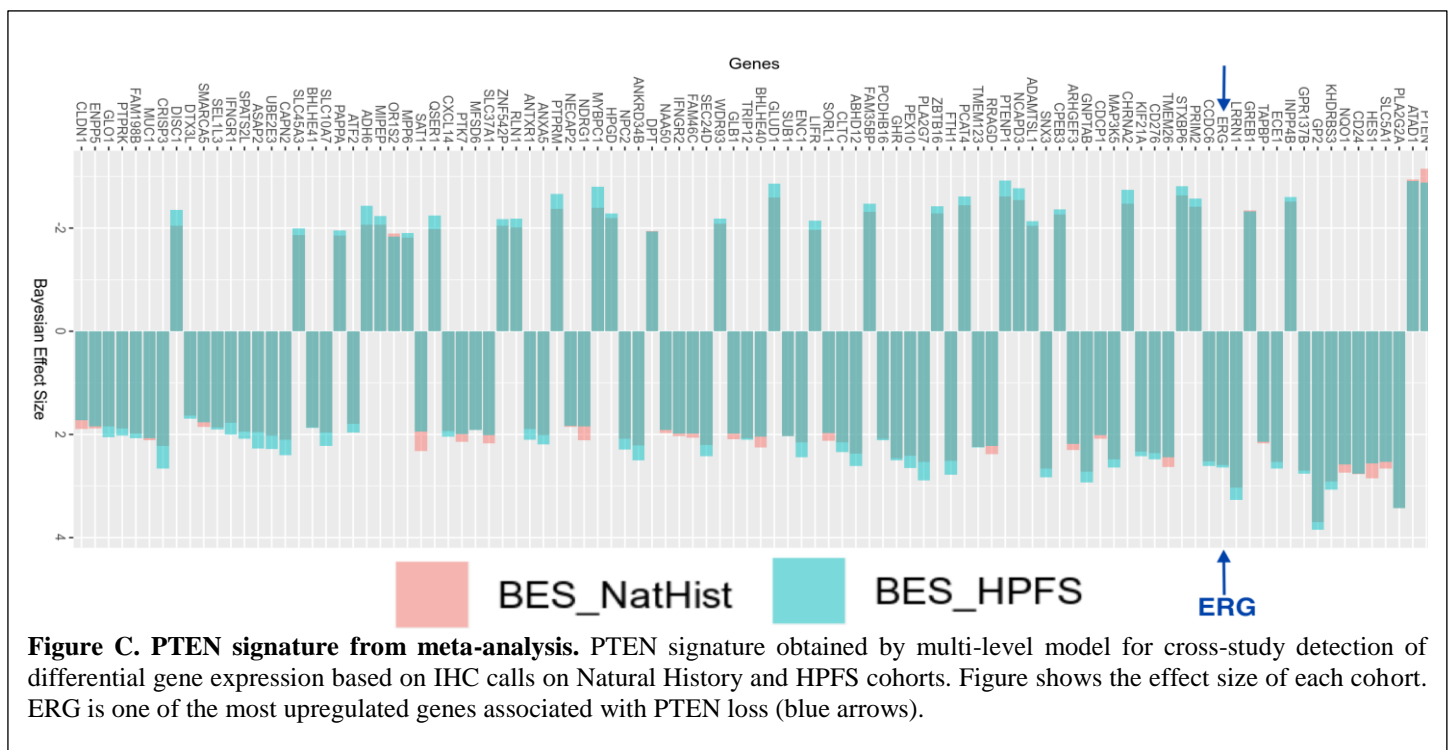 Genes
CLDN1
ENPP5
GLO1
PTPRK
FAM198B
MUC1
CRISP3
DISC1
DTX3L
SMARCA5
SEL1L3
IFNGR1
SPATS2L
ASAP2
UBE2E3
CAPN2
SLC45A3
BHLHE41
SLC10A7
PAPPA
ATF2
ADH6
MIPEP
OR1S2
MPP6
SAT1
QSER1
CXCL14
PTK7
MFSD6
SLC37A1
ZNF542P
RLN1
ANTXR1
ANXA5
PTPRM
NECAP2
NDRG1
MYBPC1
HPGD
NPC2
ANKRD34B
DPT
NAA50
IFNGR2
FAM46C
SEC24D
WDR93
GLB1
TRIP12
BHLHE40
GLUD1
SUB1
ENC1
LIFR
SORL1
CLTC
ABHD12
FAM35BP
PCDHB6
GHR
PEX10
PLA2G7
ZBTB16
FTH1
PCAT4
TMEM123
RRAGD
PTENP1
NCAPD3
ADAMTSL1
SNX3
CPEB3
ARHGEF3
GNPTAB
CDCP1
MAP3K5
CHRNA2
KIF21A
CD276
TMEM26
STXBP6
PRIM2
CCDC6
ERG
LRRN1
GREB1
TAPBP
ECE1
INPP4B
GPR137B
GP2
KHDRBS3
NQO1
CD24
HES1
SLC5A1
PLA2G2A
ATAD1
PTEN
-2
0
2
4
Bayesian Effect Size
BES_NatHist
BES_HPFS
ERG
Figure C. PTEN signature from meta-analysis. PTEN signature obtained by multi-level model for cross-study detection of
differential gene expression based on IHC calls on Natural History and HPFS cohorts. Figure shows the effect size of each cohort.
ERG is one of the most upregulated genes associated with PTEN loss (blue arrows).